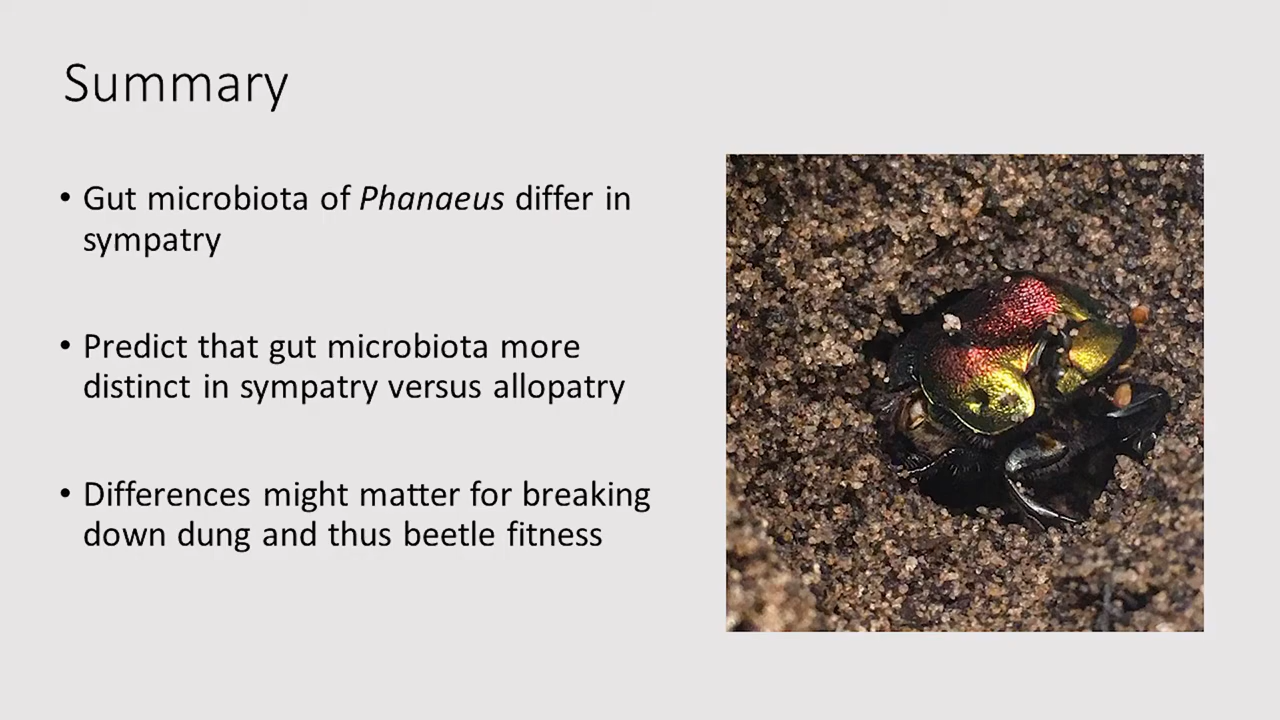 Summary
• Gut microbiota of Phanaeus differ in
sympatry
• Predict that gut microbiota more
distinct in sympatry versus allopatry
• Differences might matter for breaking
down dung and thus beetle fitness